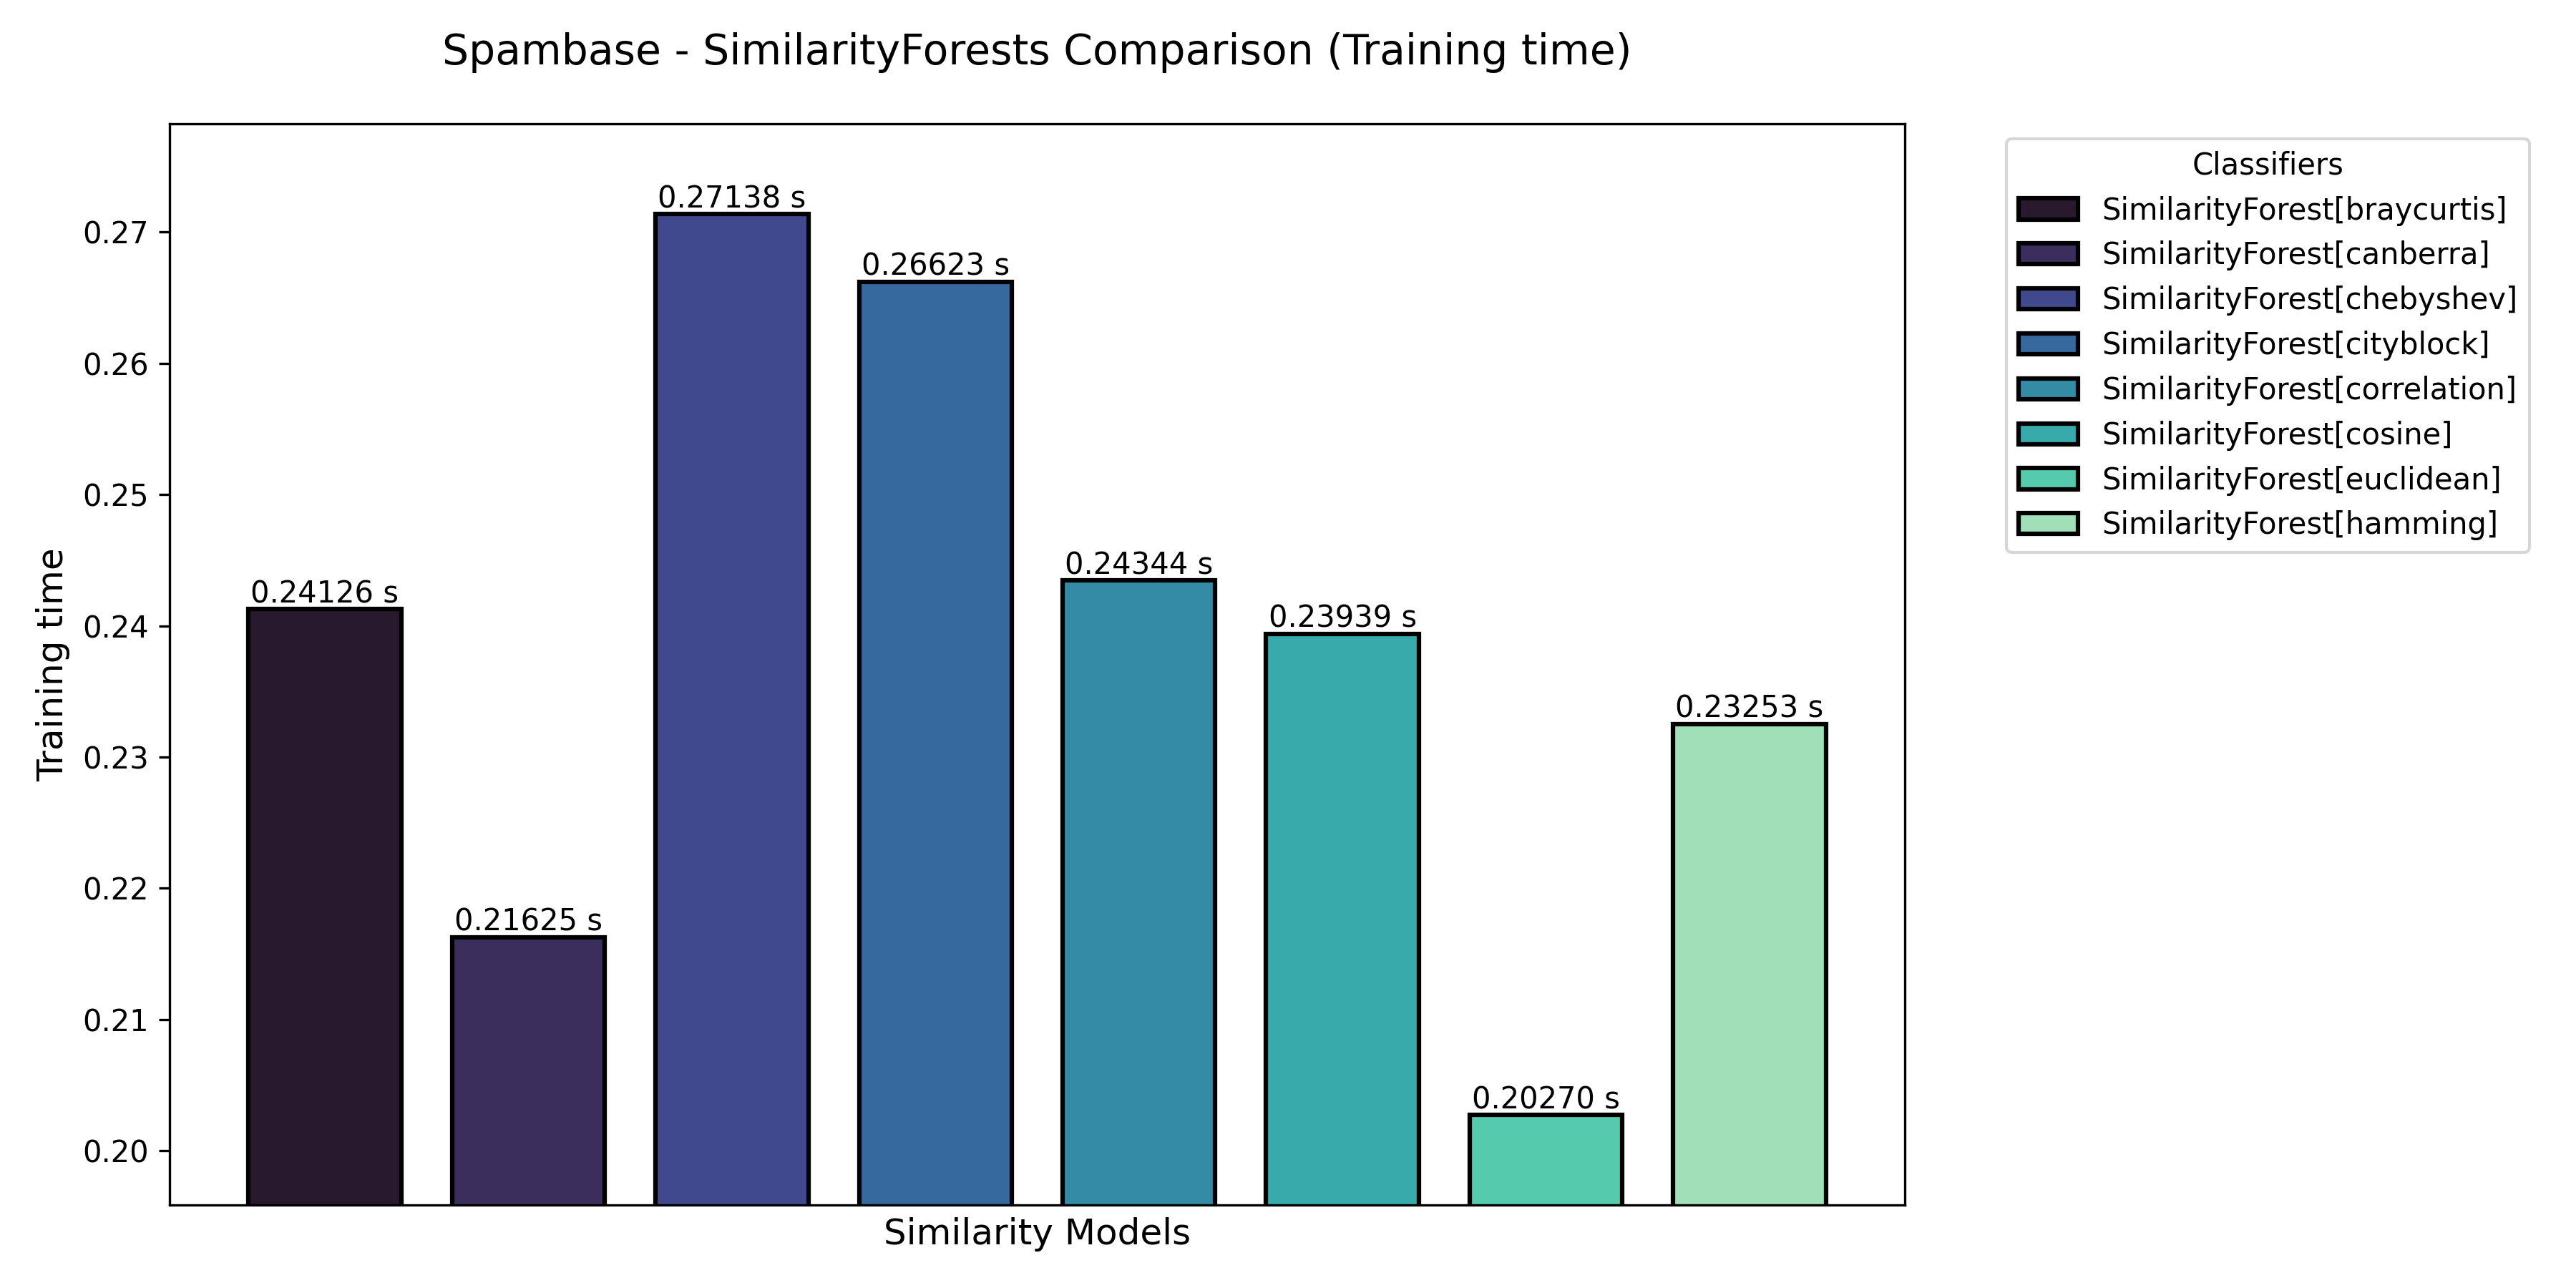 Spambase - SimilarityForests Comparison (Training time)
Training time
0.27
0.26
0.25
0.24
0.23
0.22
0.21
0.20
0.24126 s
0.21625 s
0.27138 s
0.26623 s
0.24344 s
0.23939 s
0.20270 s
0.23253 s
Similarity Models
Classifiers
SimilarityForest[braycurtis]
SimilarityForest[canberra]
SimilarityForest[chebyshev]
SimilarityForest[cityblock]
SimilarityForest[correlation]
SimilarityForest[cosine]
SimilarityForest[euclidean]
SimilarityForest[hamming]